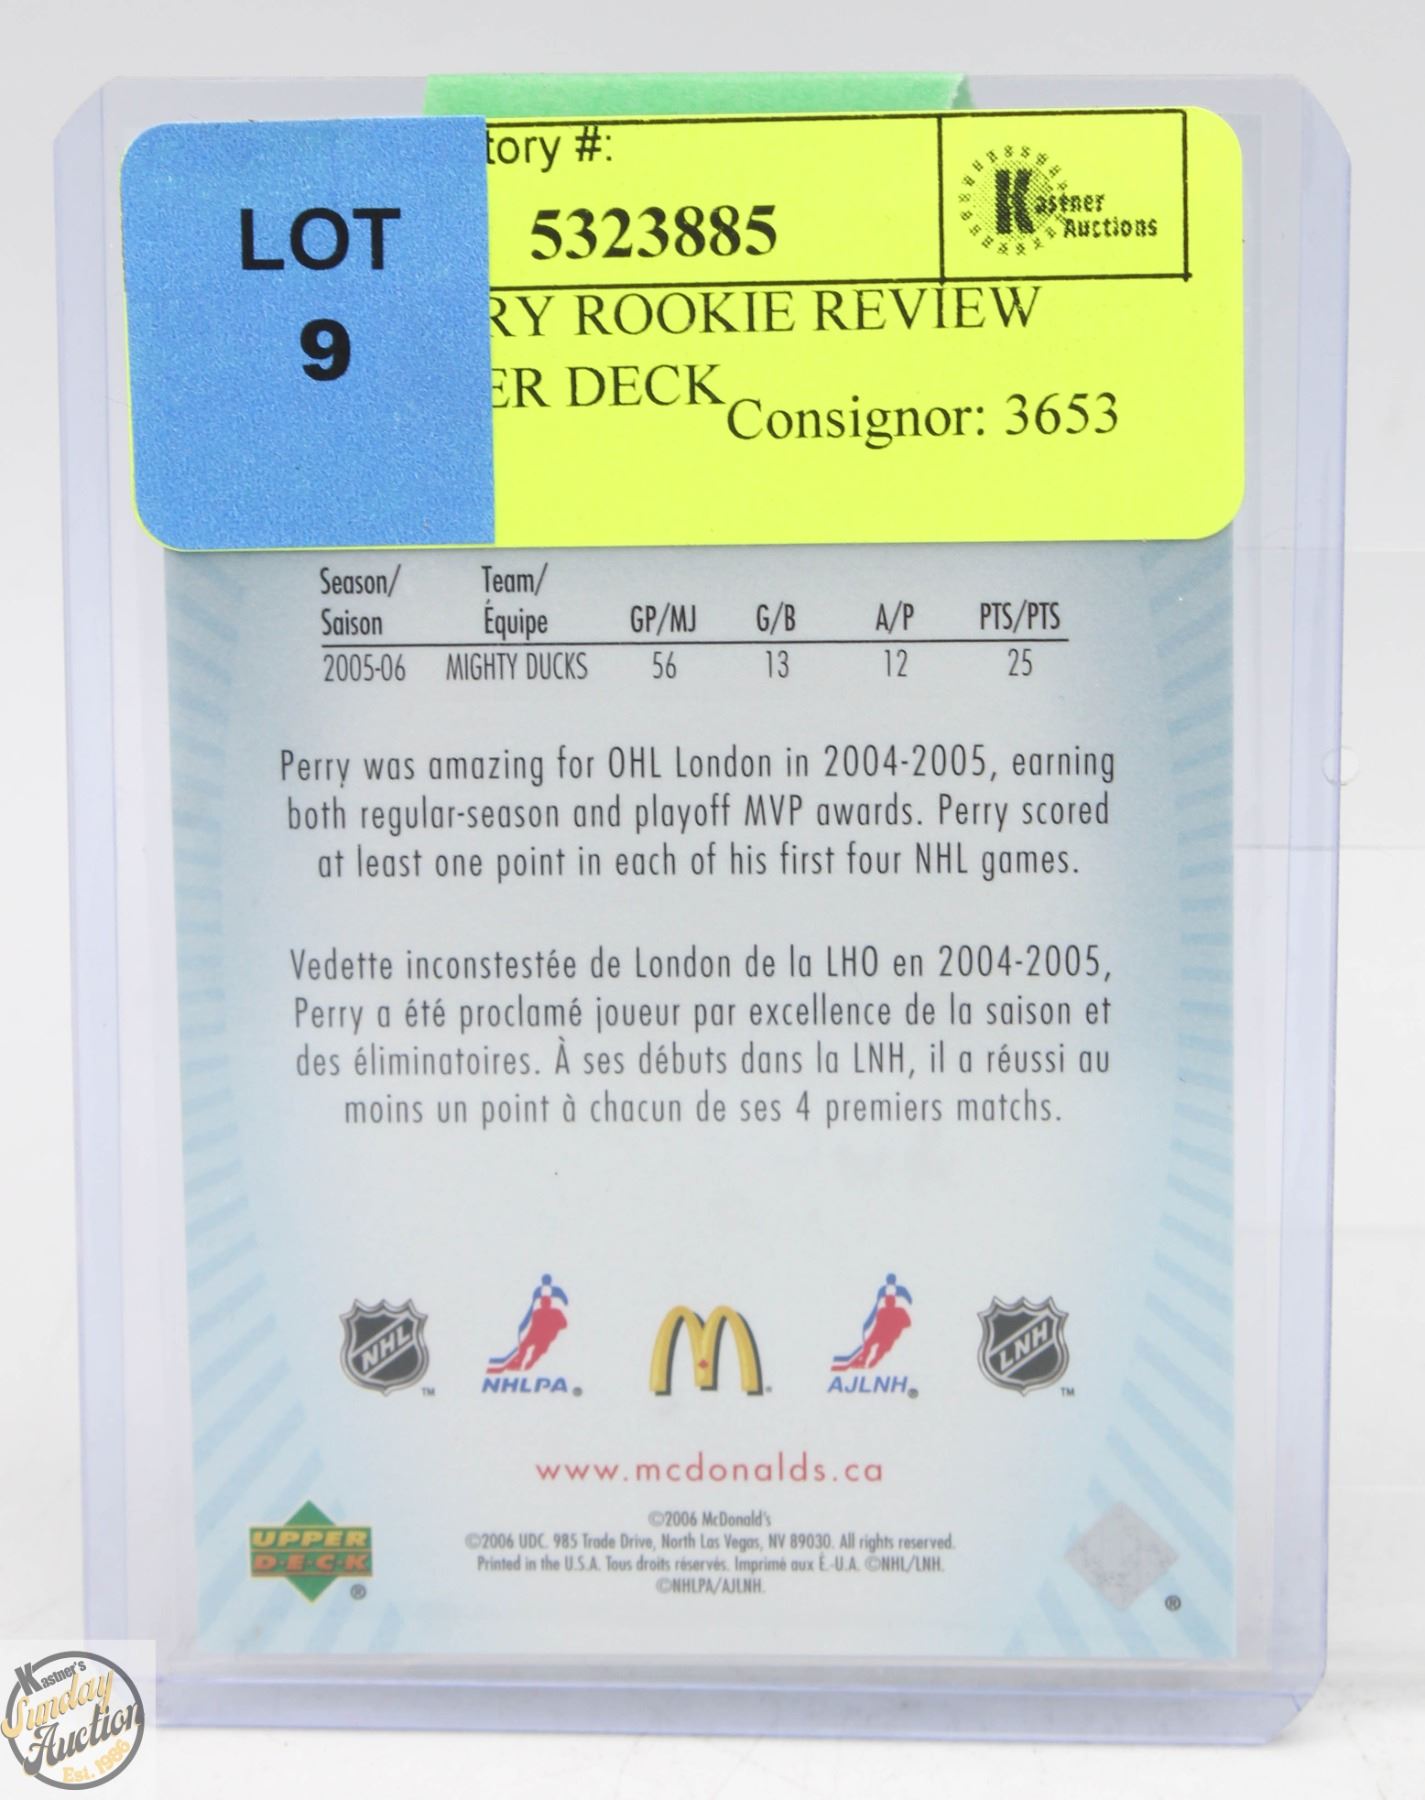 LOT
9
tory #:
5323885
Kastner
Auctions
RY ROOKIE REVIEW
ER DECK
Consignor: 3653
Season/ Team/
Saison Équipe GP/MJ G/B A/P PTS/PTS
2005-06 MIGHTY DUCKS 56 13 12 25
Perry was amazing for OHL London in 2004-2005, earning
both regular-season and playoff MVP awards. Perry scored
at least one point in each of his first four NHL games.
Vedette inconstestée de London de la LHO en 2004-2005,
Perry a été proclamé joueur par excellence de la saison et
des éliminatoires. À ses débuts dans la LNH, il a réussi au
moins un point à chacun de ses 4 premiers matchs.
NHL ™ NHLPA ® M AJLNH ® LNH ™
www.mcdonalds.ca
©2006 McDonald's
©2006 UDC. 985 Trade Drive, North Las Vegas, NV 89030. All rights reserved.
Printed in the U.S.A. Tous droits réservés. Imprimé aux É.-U.A. ©NHL/LNH.
©NHLPA/AJLNH.
UPPER
D·E·C·K ® ®
Kastner's
Sunday
Auction
Est. 1986